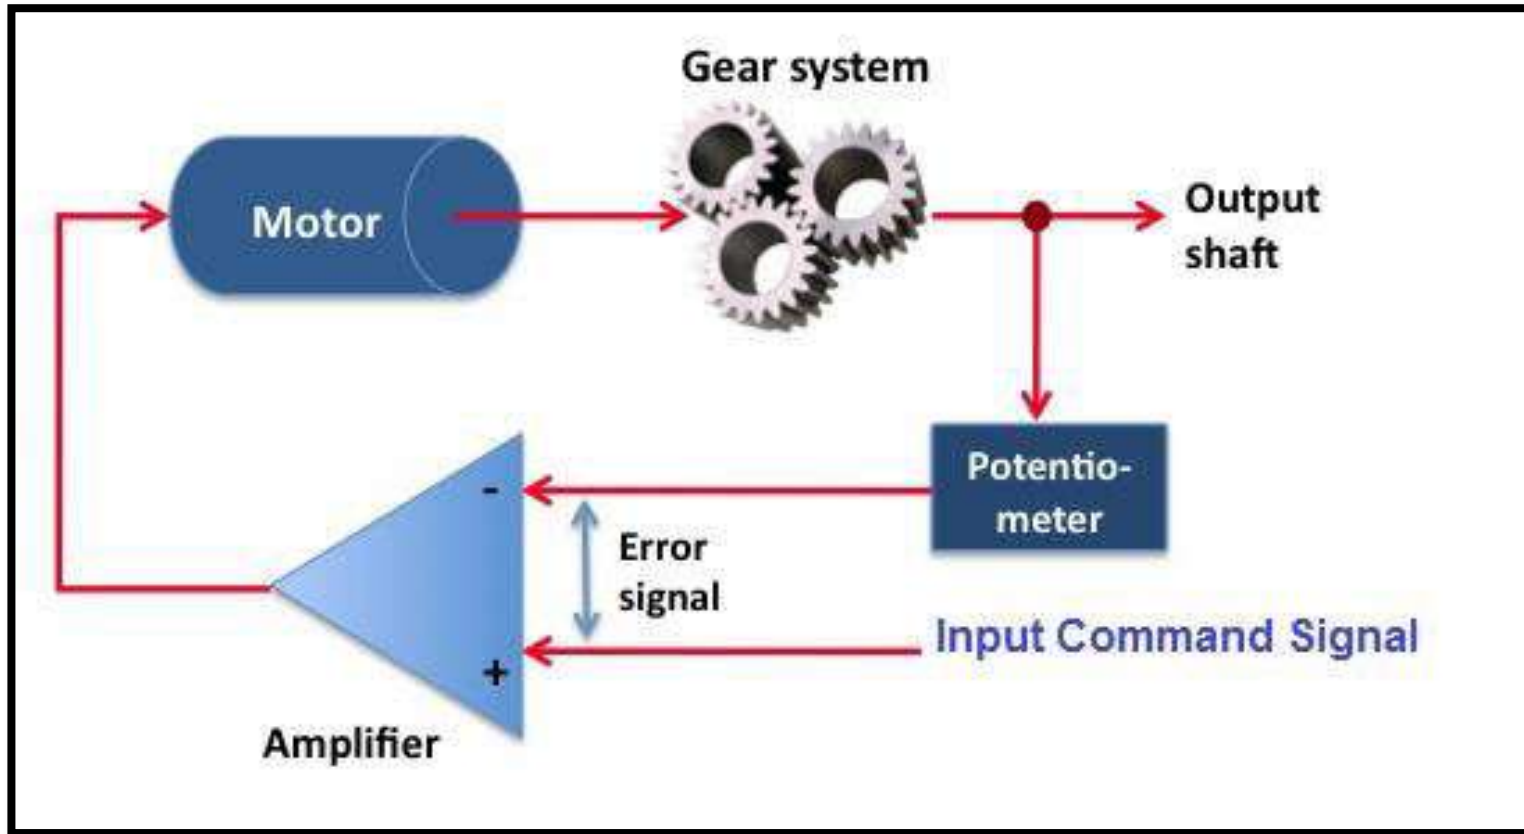 Gear system
Motor
Output
shaft
Potentio-
meter
-
Error
signal
+
Input Command Signal
Amplifier